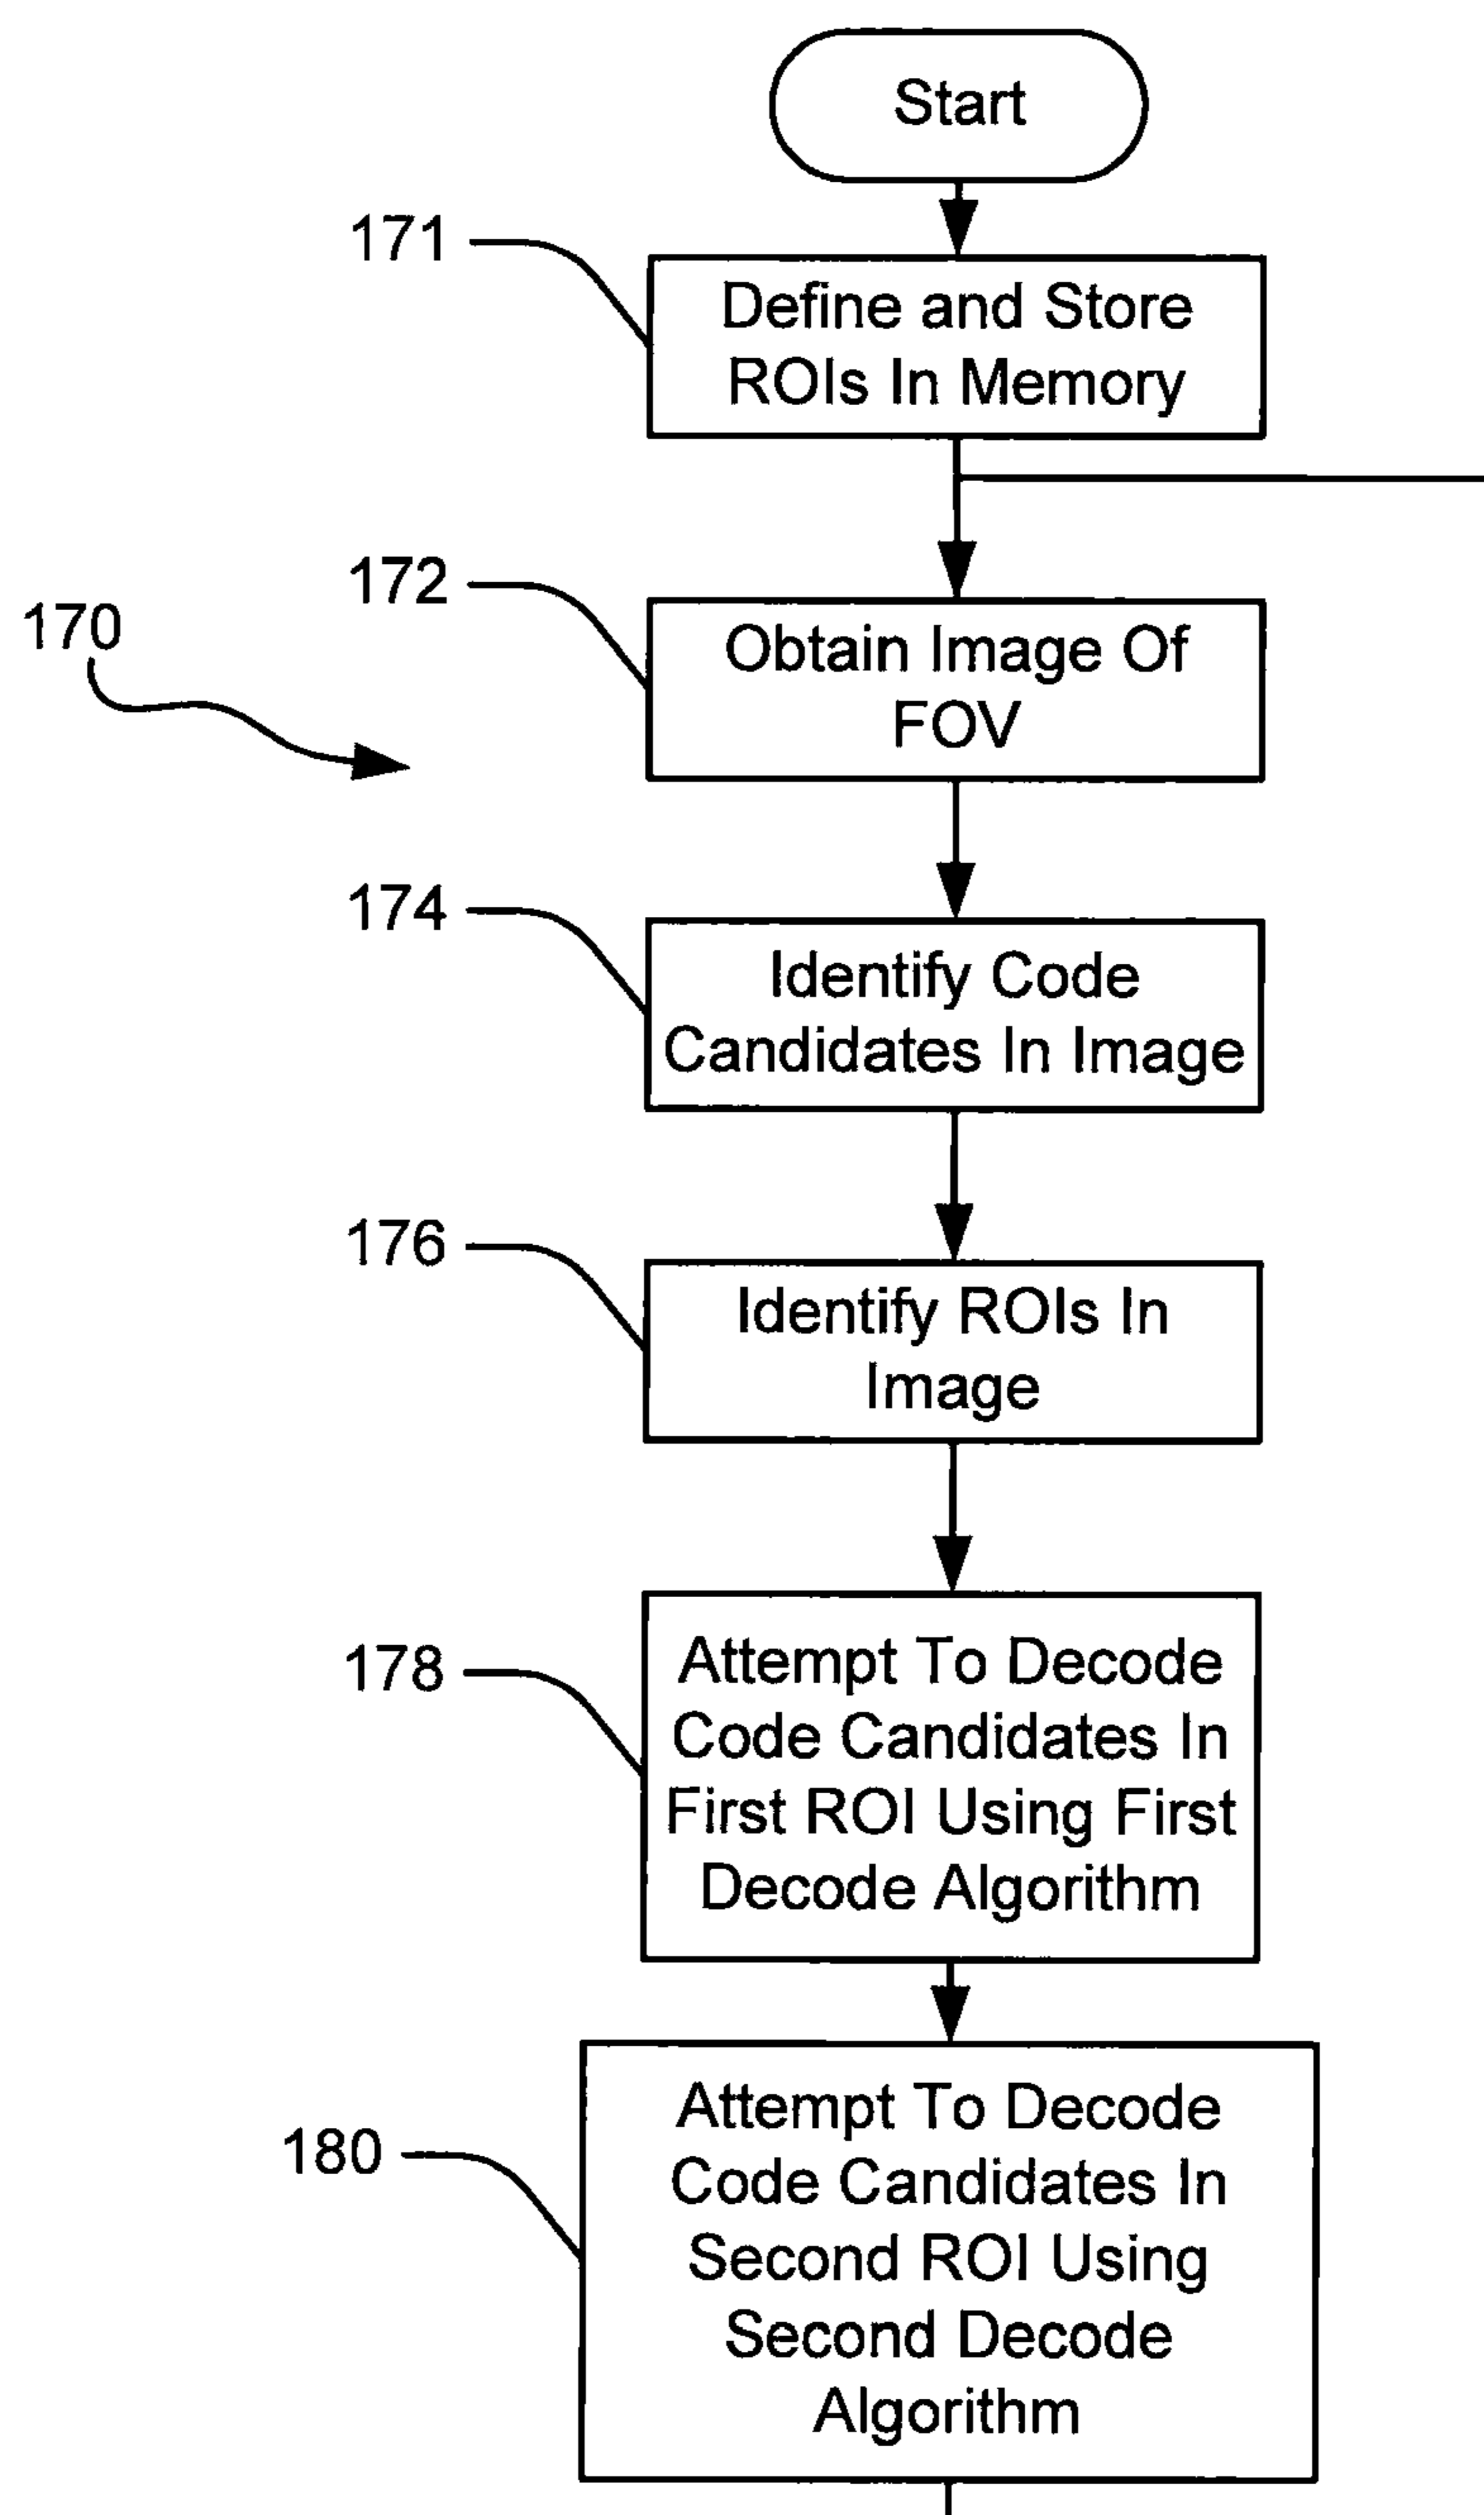 Start
171
Define and Store
ROIs In Memory
172
170
Obtain Image Of
FOV
174
Identify Code
Candidates In Image
176
Identify ROIs In
Image
178
Attempt To Decode
Code Candidates In
First ROI Using First
Decode Algorithm
180
Attempt To Decode
Code Candidates In
Second ROI Using
Second Decode
Algorithm